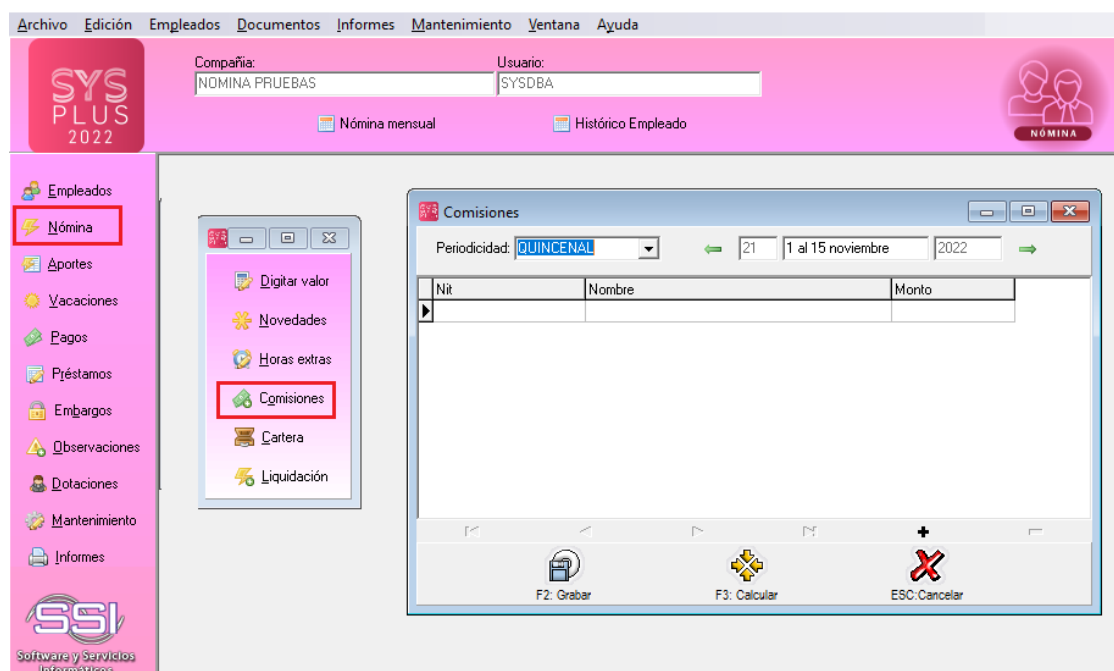 Archivo Edición Empleados Documentos Informes Mantenimiento Ventana Ayuda
SYS
PLUS
2022
Compañia:
NOMINA PRUEBAS
Usuario:
SYSDBA
Nómina mensual
Histórico Empleado
NÓMINA
Empleados
Nómina
Aportes
Vacaciones
Pagos
Préstamos
Embargos
Observaciones
Dotaciones
Mantenimiento
Informes
SSI
Software y Servicios
Informáticos
Digitar valor
Novedades
Horas extras
Comisiones
Cartera
Liquidación
Comisiones
Periodicidad: QUINCENAL 21 1 al 15 noviembre 2022
Nit Nombre Monto
F2: Grabar F3: Calcular ESC:Cancelar